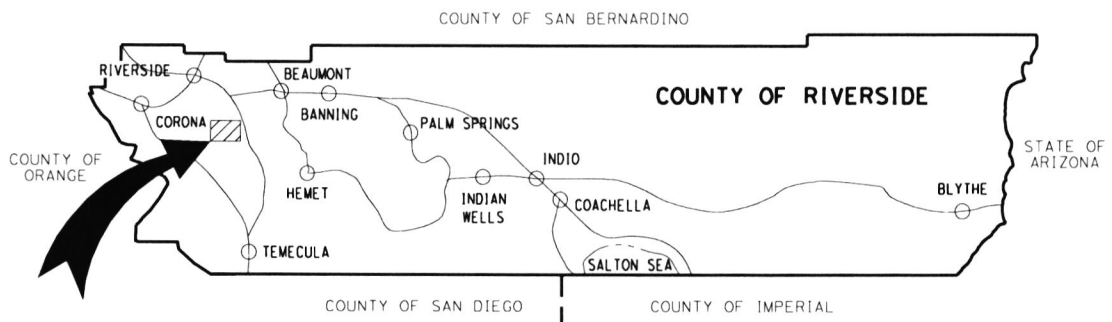 COUNTY OF SAN BERNARDINO
RIVERSIDE
BEAUMONT
COUNTY OF RIVERSIDE
BANNING
CORONA
PALM SPRINGS
COUNTY OF
ORANGE
STATE OF
ARIZONA
INDIO
HEMET
INDIAN
WELLS
BLYTHE
COACHELLA
TEMECULA
SALTON SEA
COUNTY OF SAN DIEGO
COUNTY OF IMPERIAL